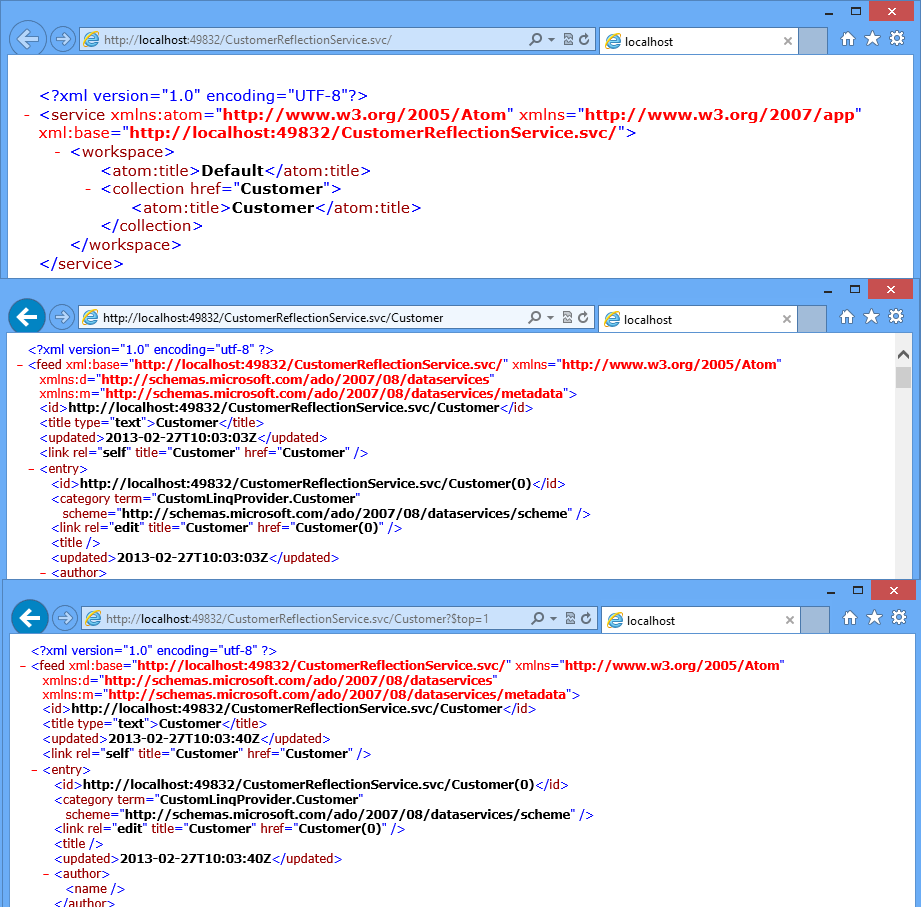 http://localhost:49832/CustomerReflectionService.svc/
localhost
<?xml version="1.0" encoding="UTF-8"?>
- <service xmlns:atom="http://www.w3.org/2005/Atom" xmlns="http://www.w3.org/2007/app"
xml:base="http://localhost:49832/CustomerReflectionService.svc/">
- <workspace>
<atom:title>Default</atom:title>
- <collection href="Customer">
<atom:title>Customer</atom:title>
</collection>
</workspace>
</service>
http://localhost:49832/CustomerReflectionService.svc/Customer
localhost
<?xml version="1.0" encoding="utf-8" ?>
- <feed xml:base="http://localhost:49832/CustomerReflectionService.svc/" xmlns="http://www.w3.org/2005/Atom"
xmlns:d="http://schemas.microsoft.com/ado/2007/08/dataservices"
xmlns:m="http://schemas.microsoft.com/ado/2007/08/dataservices/metadata">
<id>http://localhost:49832/CustomerReflectionService.svc/Customer</id>
<title type="text">Customer</title>
<updated>2013-02-27T10:03:03Z</updated>
<link rel="self" title="Customer" href="Customer" />
- <entry>
<id>http://localhost:49832/CustomerReflectionService.svc/Customer(0)</id>
<category term="CustomLinqProvider.Customer"
scheme="http://schemas.microsoft.com/ado/2007/08/dataservices/scheme" />
<link rel="edit" title="Customer" href="Customer(0)" />
<title />
<updated>2013-02-27T10:03:03Z</updated>
- <author>
http://localhost:49832/CustomerReflectionService.svc/Customer?$top=1
localhost
<?xml version="1.0" encoding="utf-8" ?>
- <feed xml:base="http://localhost:49832/CustomerReflectionService.svc/" xmlns="http://www.w3.org/2005/Atom"
xmlns:d="http://schemas.microsoft.com/ado/2007/08/dataservices"
xmlns:m="http://schemas.microsoft.com/ado/2007/08/dataservices/metadata">
<id>http://localhost:49832/CustomerReflectionService.svc/Customer</id>
<title type="text">Customer</title>
<updated>2013-02-27T10:03:40Z</updated>
<link rel="self" title="Customer" href="Customer" />
- <entry>
<id>http://localhost:49832/CustomerReflectionService.svc/Customer(0)</id>
<category term="CustomLinqProvider.Customer"
scheme="http://schemas.microsoft.com/ado/2007/08/dataservices/scheme" />
<link rel="edit" title="Customer" href="Customer(0)" />
<title />
<updated>2013-02-27T10:03:40Z</updated>
- <author>
<name />
</author>